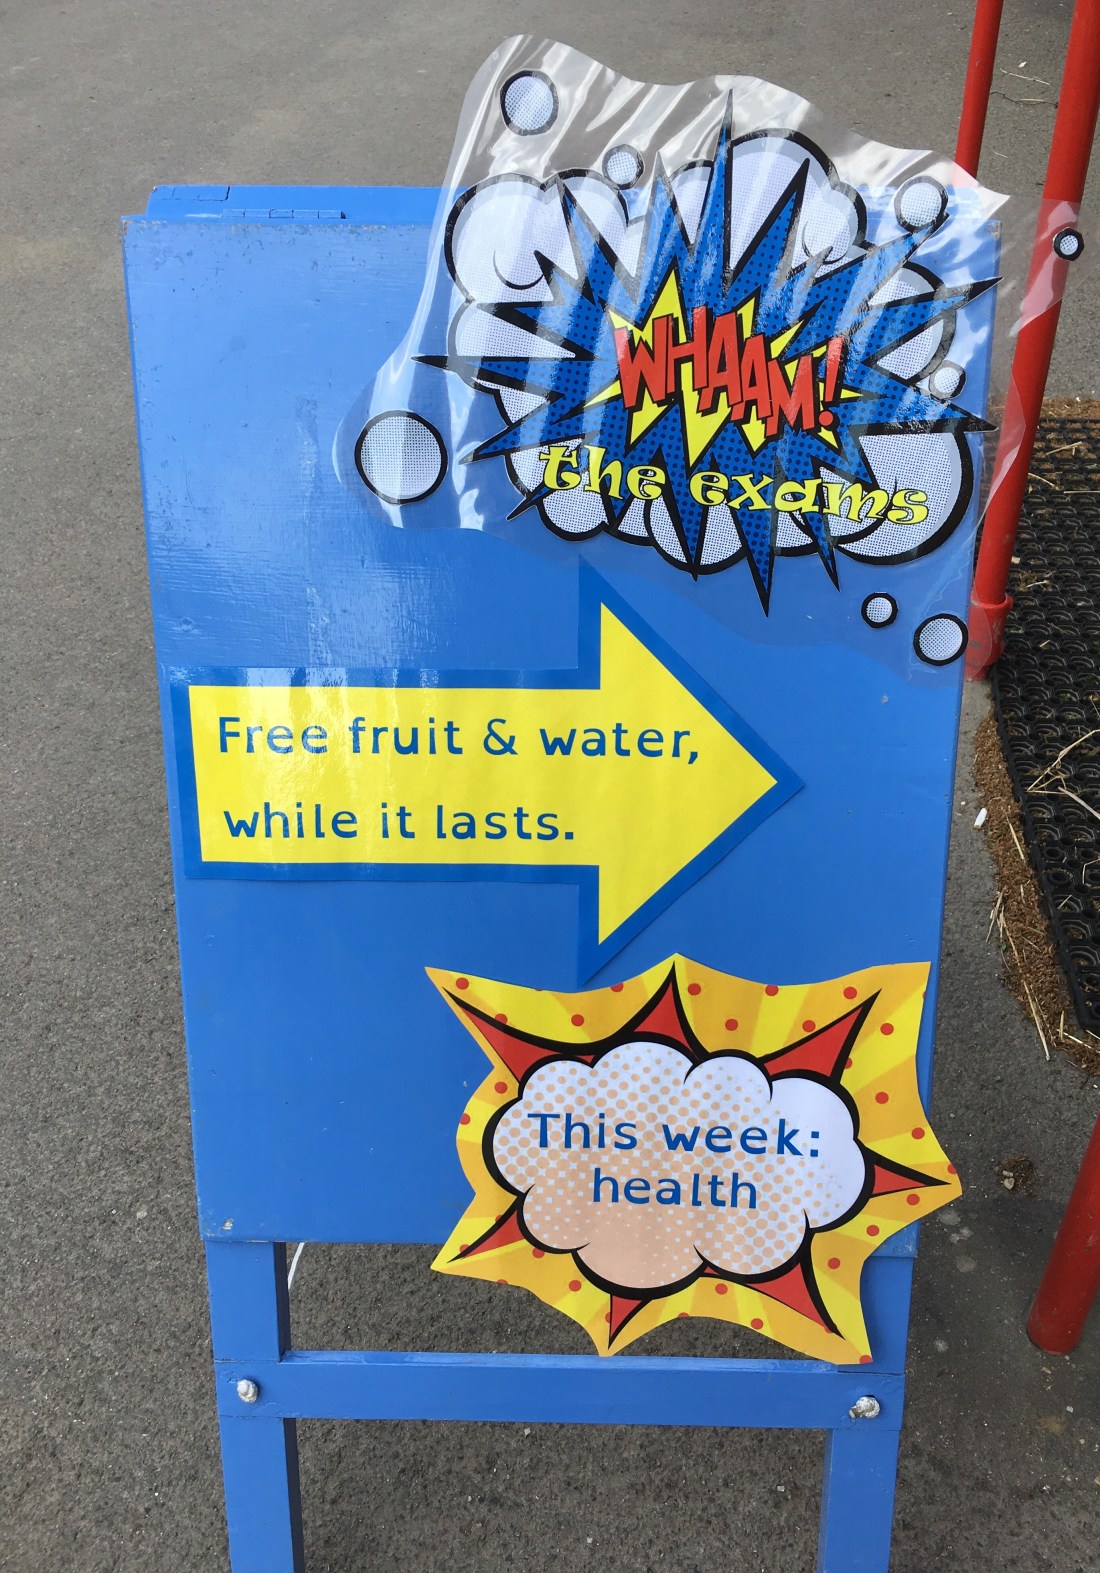 WHAAM!
the exams
Free fruit & water,
while it lasts.
This week:
health